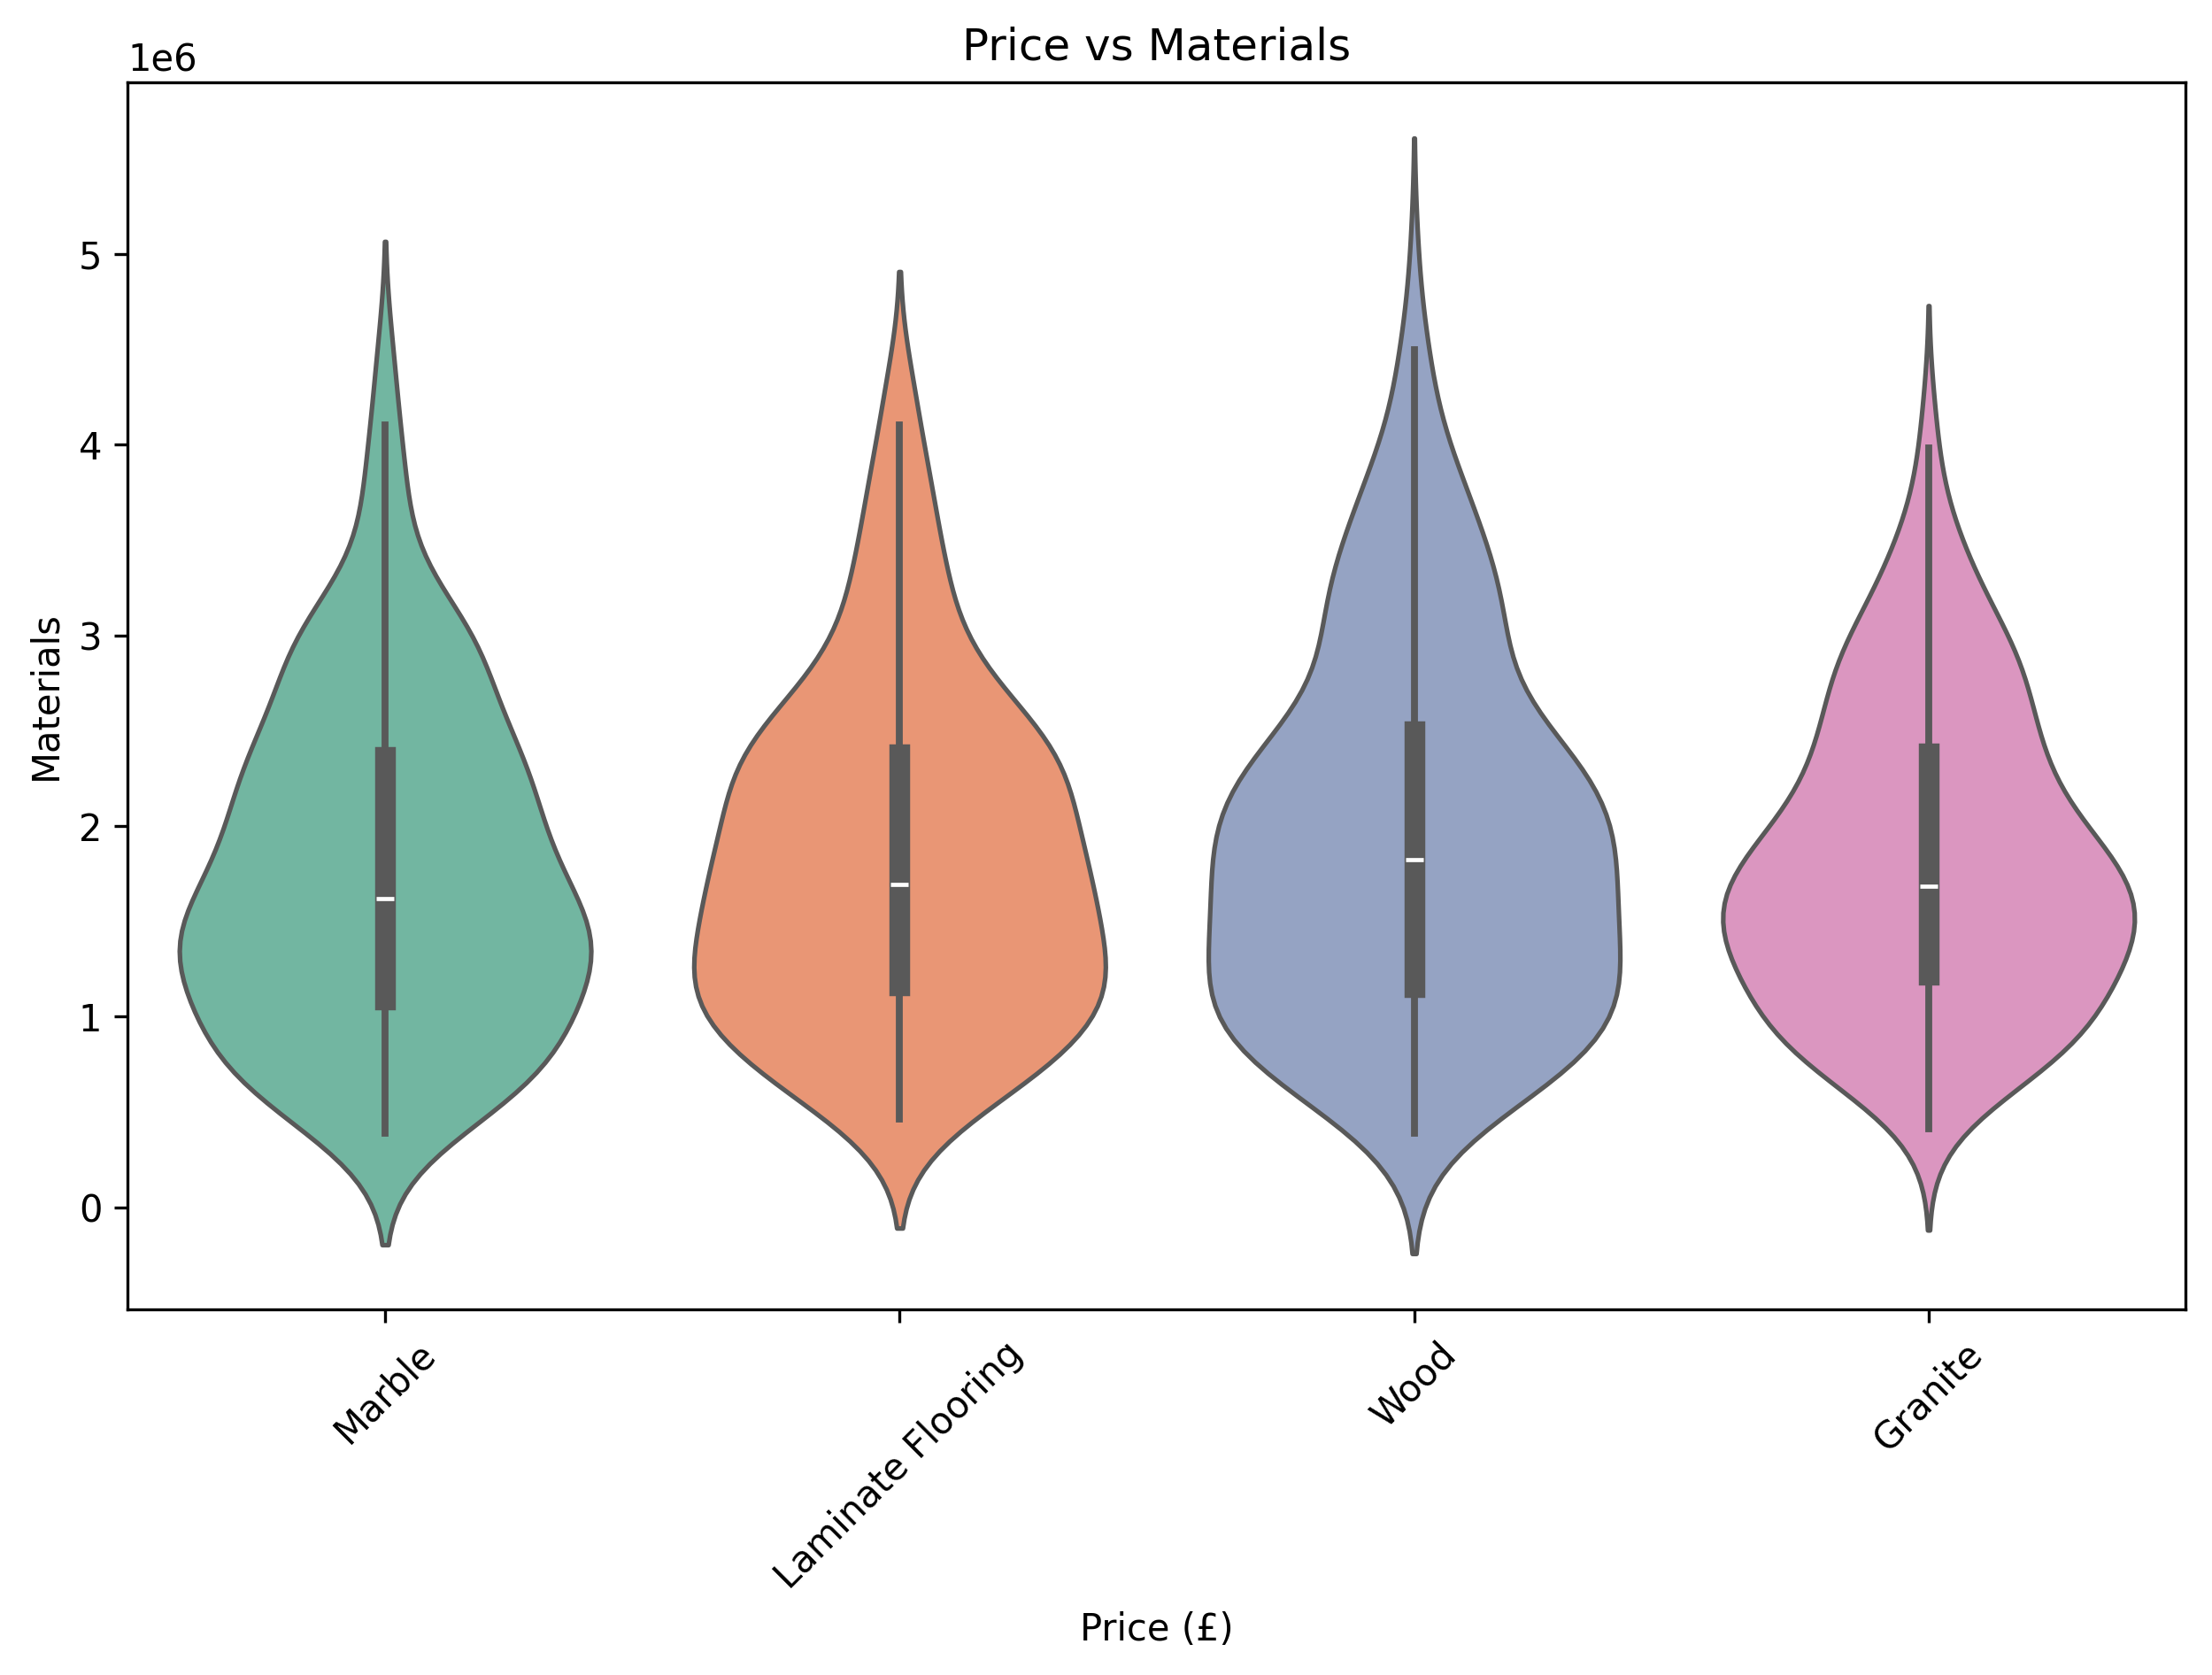 Price vs Materials
1e6
5
4
3
2
1
0
Materials
Marble
Laminate Flooring
Wood
Granite
Price (£)